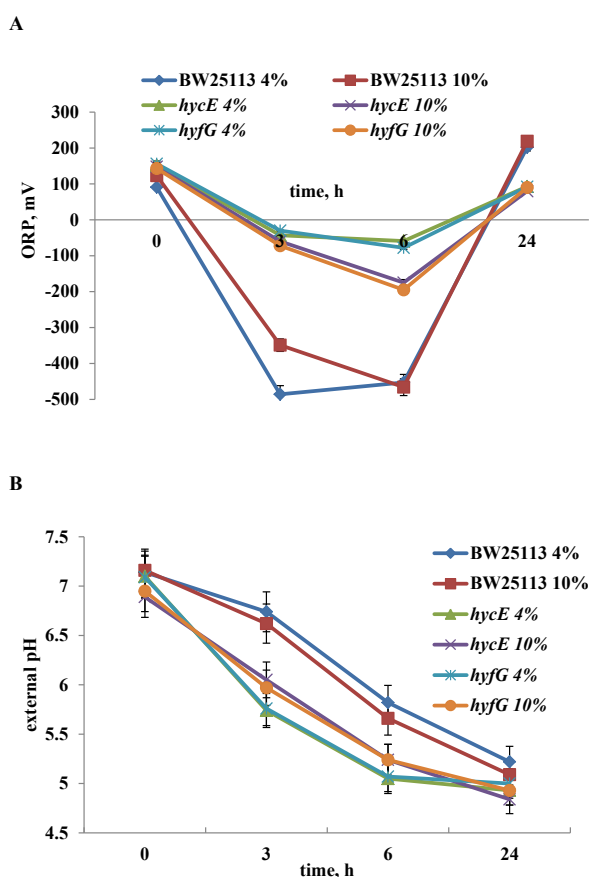 A
BW25113 4% BW25113 10%
hycE 4% hycE 10%
hyfG 4% hyfG 10%
300
200
100
0
-100
-200
-300
-400
-500
ORP, mV
time, h
0 3 6 24
B
7.5
7
6.5
6
5.5
5
4.5
external pH
BW25113 4%
BW25113 10%
hycE 4%
hycE 10%
hyfG 4%
hyfG 10%
0 3 6 24
time, h